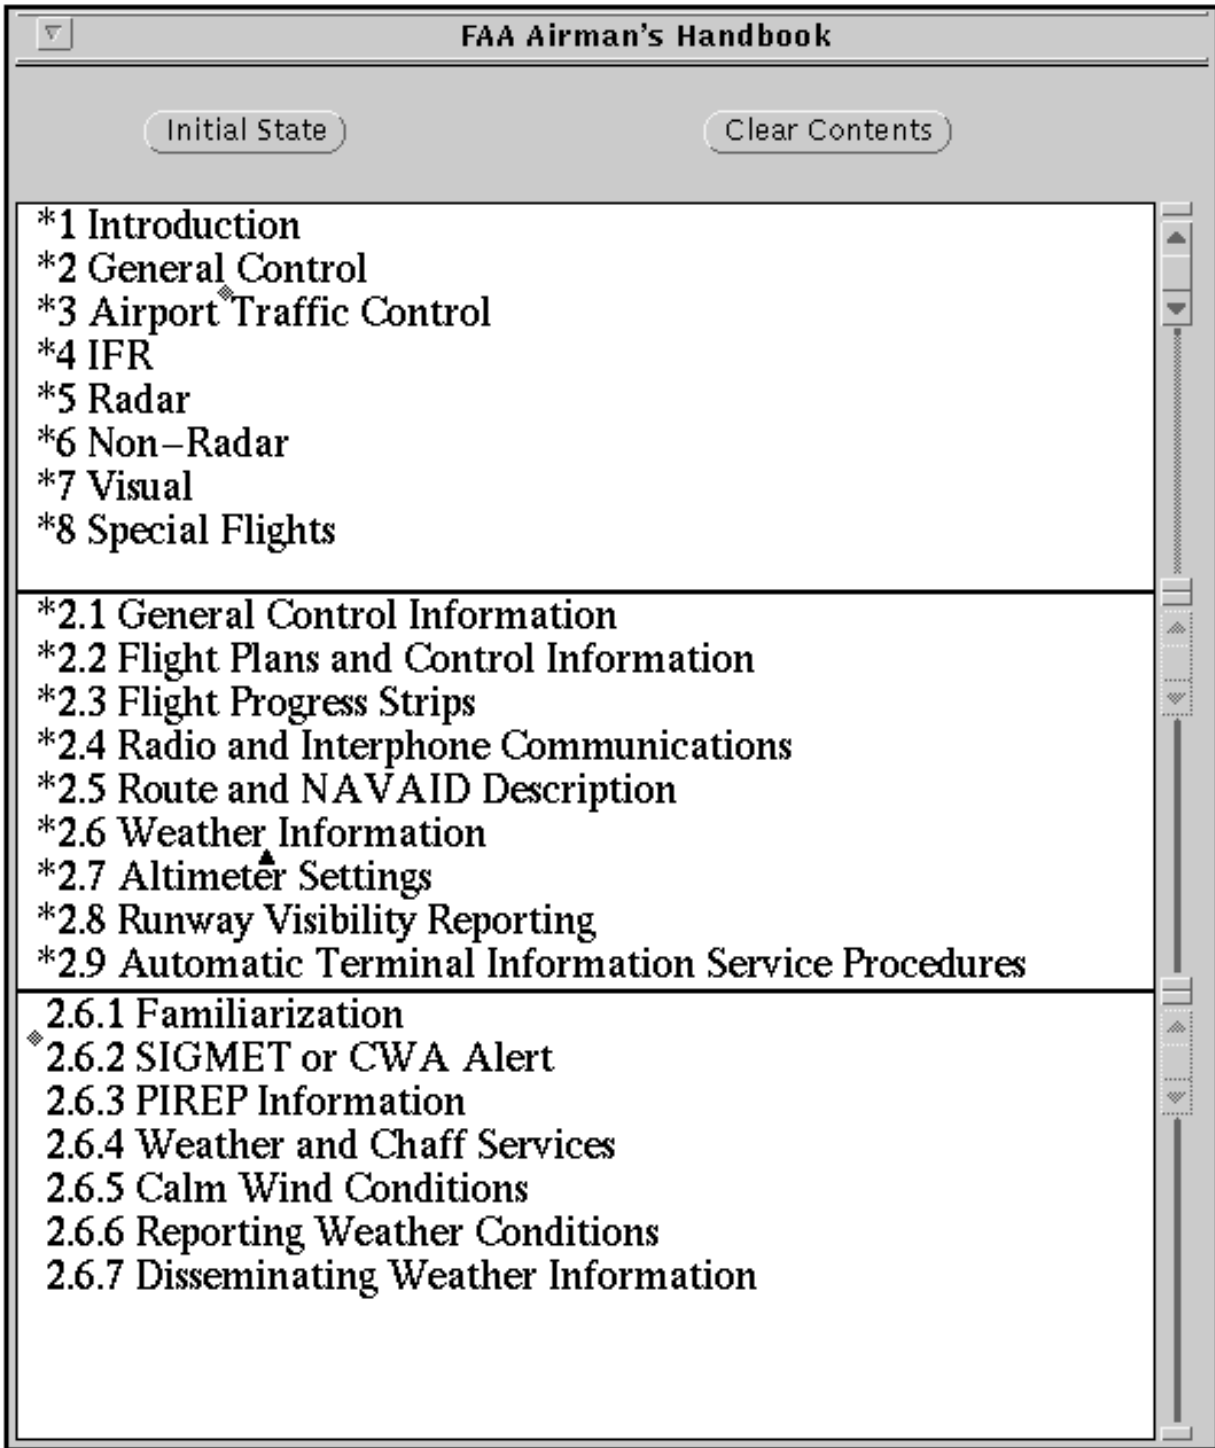 FAA Airman's Handbook
Initial State
Clear Contents
*1 Introduction
*2 General Control
*3 Airport Traffic Control
*4 IFR
*5 Radar
*6 Non–Radar
*7 Visual
*8 Special Flights
*2.1 General Control Information
*2.2 Flight Plans and Control Information
*2.3 Flight Progress Strips
*2.4 Radio and Interphone Communications
*2.5 Route and NAVAID Description
*2.6 Weather Information
*2.7 Altimeter Settings
*2.8 Runway Visibility Reporting
*2.9 Automatic Terminal Information Service Procedures
2.6.1 Familiarization
2.6.2 SIGMET or CWA Alert
2.6.3 PIREP Information
2.6.4 Weather and Chaff Services
2.6.5 Calm Wind Conditions
2.6.6 Reporting Weather Conditions
2.6.7 Disseminating Weather Information